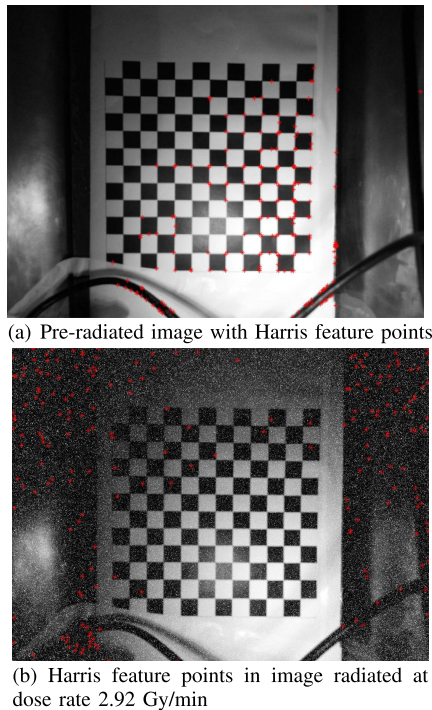 (a) Pre-radiated image with Harris feature points
(b) Harris feature points in image radiated at
dose rate 2.92 Gy/min